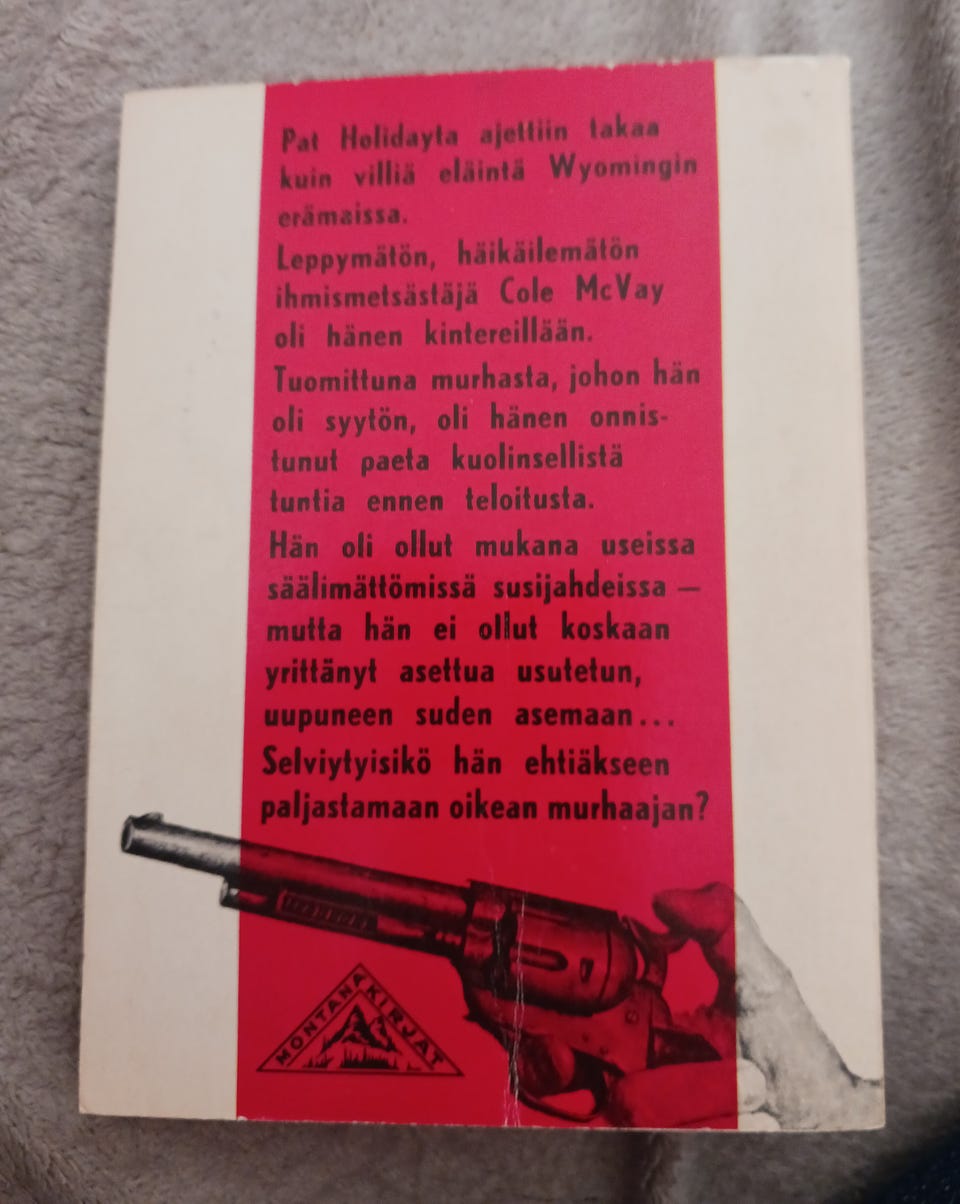 Pat Holidayta ajettiin takaa
kuin villiä eläintä Wyomingin
erämaissa.
Leppymätön, häikäilemätön
ihmismetsästäjä Cole McVay
oli hänen kintereillään.
Tuomittuna murhasta, johon hän
oli syytön, oli hänen onnis-
tunut paeta kuolinsellistä
tuntia ennen teloitusta.
Hän oli ollut mukana useissa
säälimättömissä susijahdeissa —
mutta hän ei ollut koskaan
yrittänyt asettua usutetun,
uupuneen suden asemaan...
Selviytyisikö hän ehtiäkseen
paljastamaan oikean murhaajan?
MONTANA KIRJAT